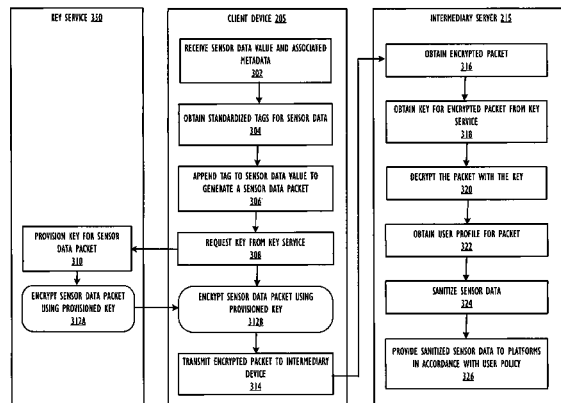 KEY SERVICE 350
PROVISION KEY FOR SENSOR
DATA PACKET
310
ENCRYPT SENSOR DATA PACKET
USING PROVISIONED KEY
312A
CLIENT DEVICE 205
RECEIVE SENSOR DATA VALUE AND ASSOCIATED
METADATA
302
OBTAIN STANDARDIZED TAGS FOR SENSOR DATA
304
APPEND TAG TO SENSOR DATA VALUE TO
GENERATE A SENSOR DATA PACKET
306
REQUEST KEY FROM KEY SERVICE
308
ENCRYPT SENSOR DATA PACKET USING
PROVISIONED KEY
312B
TRANSMIT ENCRYPTED PACKET TO INTERMEDIARY
DEVICE
314
INTERMEDIARY SERVER 215
OBTAIN ENCRYPTED PACKET
316
OBTAIN KEY FOR ENCRYPTED PACKET FROM KEY
SERVICE
318
DECRYPT THE PACKET WITH THE KEY
320
OBTAIN USER PROFILE FOR PACKET
322
SANITIZE SENSOR DATA
324
PROVIDE SANITIZED SENSOR DATA TO PLATFORMS
IN ACCORDANCE WITH USER POLICY
326